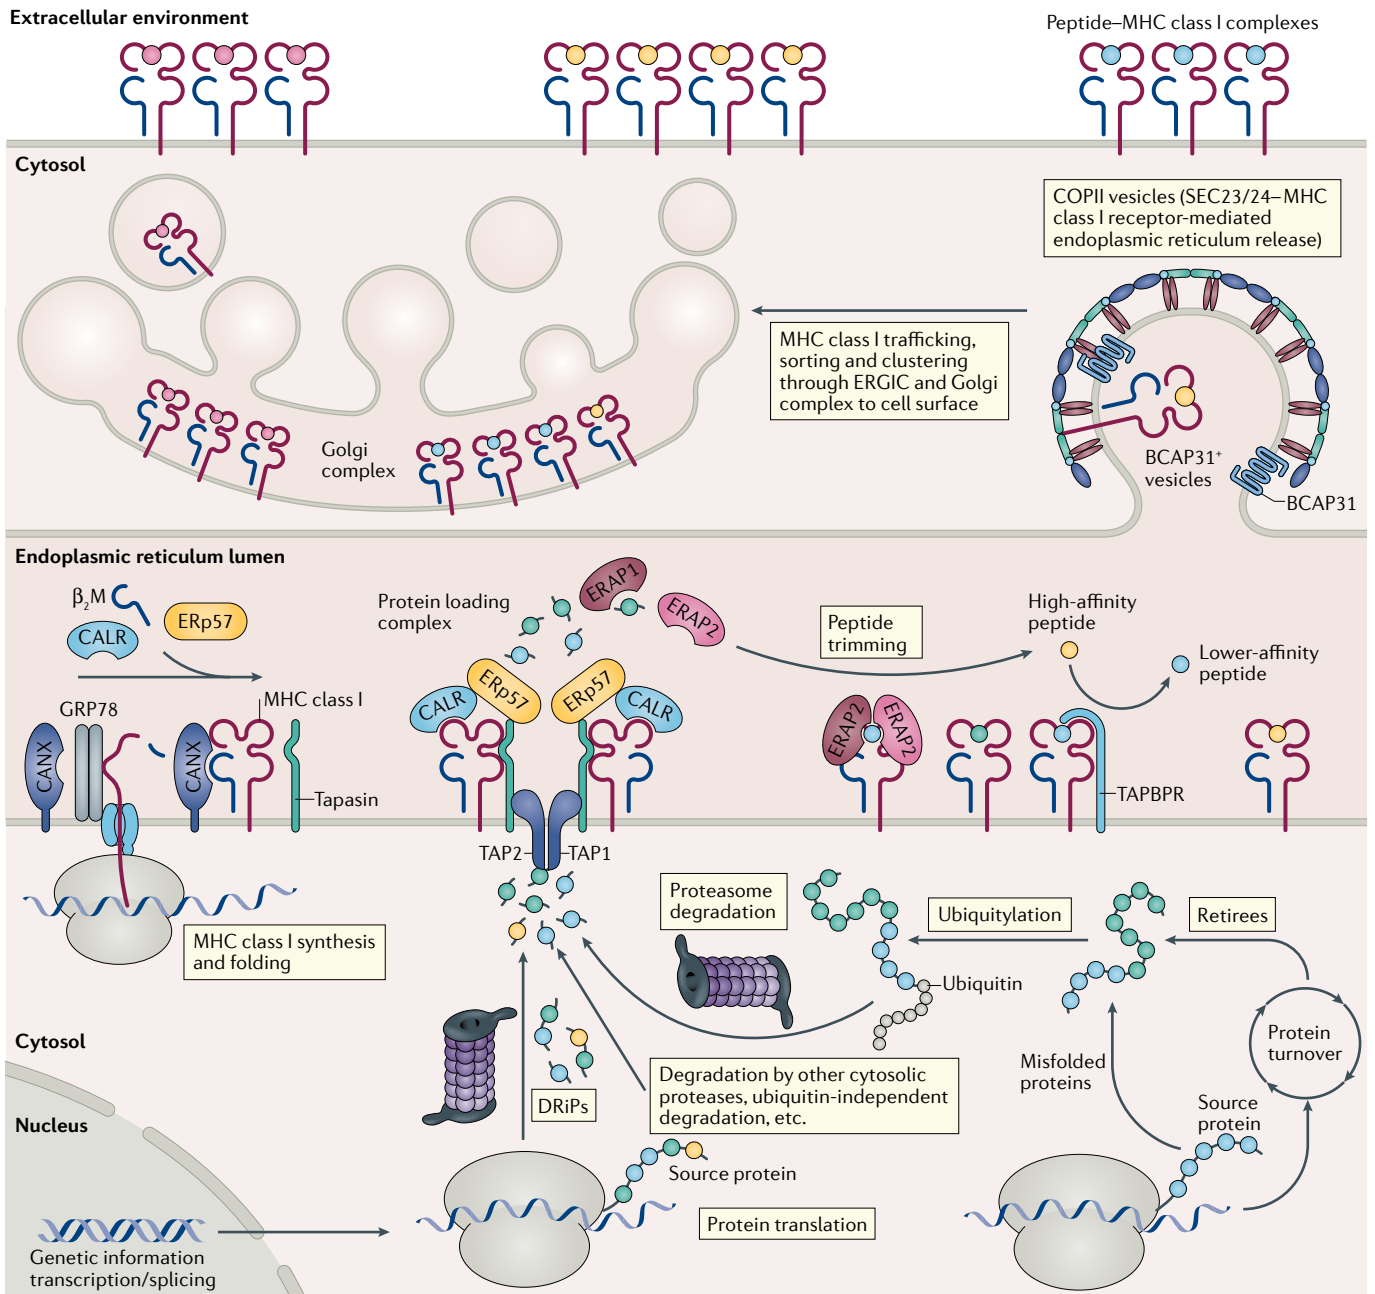 Extracellular environment
Peptide–MHC class I complexes
Cytosol
COPII vesicles (SEC23/24–MHC
class I receptor-mediated
endoplasmic reticulum release)
MHC class I trafficking,
sorting and clustering
through ERGIC and Golgi
complex to cell surface
Golgi
complex
BCAP31⁺
vesicles
BCAP31
Endoplasmic reticulum lumen
β₂M
ERp57
CALR
Protein loading
complex
ERAP1
ERAP2
Peptide
trimming
High-affinity
peptide
Lower-affinity
peptide
GRP78
MHC class I
CANX
CANX
Tapasin
CALR
ERp57
ERp57
CALR
ERAP2
ERAP2
TAPBPR
TAP2
TAP1
MHC class I synthesis
and folding
Proteasome
degradation
Ubiquitylation
Retirees
Ubiquitin
Protein
turnover
Misfolded
proteins
Source
protein
Cytosol
DRiPs
Degradation by other cytosolic
proteases, ubiquitin-independent
degradation, etc.
Nucleus
Source protein
Protein translation
Genetic information
transcription/splicing